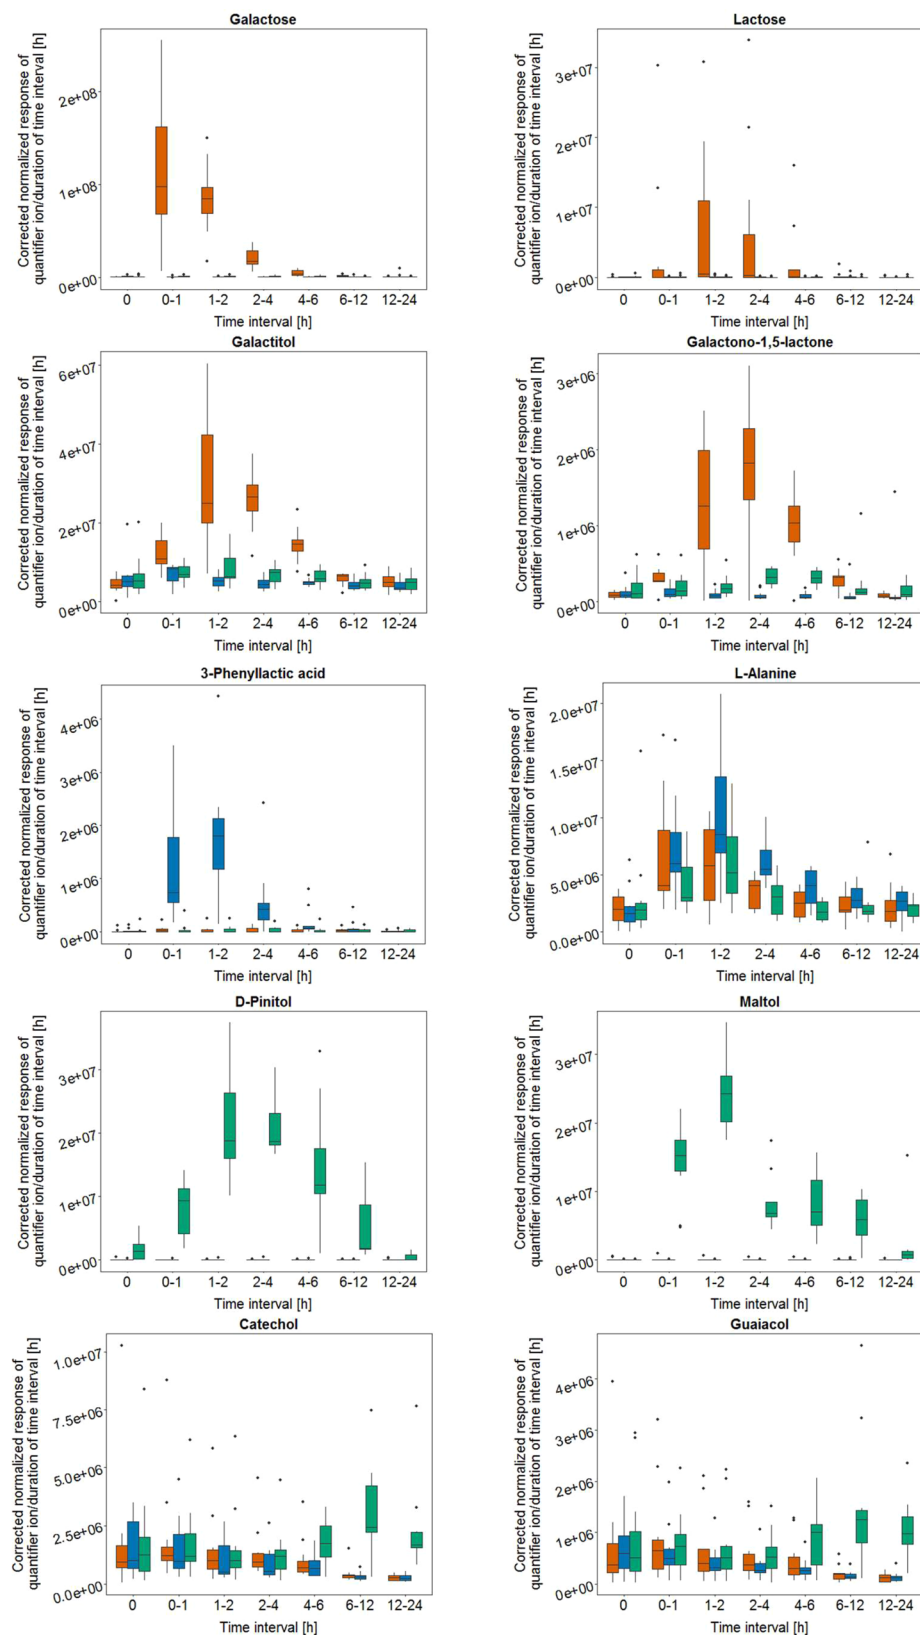 Galactose
Corrected normalized response of
quantifier ion/duration of time interval [h]
2e+08
1e+08
0e+00
0 0-1 1-2 2-4 4-6 6-12 12-24
Time interval [h]
Lactose
Corrected normalized response of
quantifier ion/duration of time interval [h]
3e+07
2e+07
1e+07
0e+00
0 0-1 1-2 2-4 4-6 6-12 12-24
Time interval [h]
Galactitol
Corrected normalized response of
quantifier ion/duration of time interval [h]
6e+07
4e+07
2e+07
0e+00
0 0-1 1-2 2-4 4-6 6-12 12-24
Time interval [h]
Galactono-1,5-lactone
Corrected normalized response of
quantifier ion/duration of time interval [h]
3e+06
2e+06
1e+06
0e+00
0 0-1 1-2 2-4 4-6 6-12 12-24
Time interval [h]
3-Phenyllactic acid
Corrected normalized response of
quantifier ion/duration of time interval [h]
4e+06
3e+06
2e+06
1e+06
0e+00
0 0-1 1-2 2-4 4-6 6-12 12-24
Time interval [h]
L-Alanine
Corrected normalized response of
quantifier ion/duration of time interval [h]
2.0e+07
1.5e+07
1.0e+07
5.0e+06
0.0e+00
0 0-1 1-2 2-4 4-6 6-12 12-24
Time interval [h]
D-Pinitol
Corrected normalized response of
quantifier ion/duration of time interval [h]
3e+07
2e+07
1e+07
0e+00
0 0-1 1-2 2-4 4-6 6-12 12-24
Time interval [h]
Maltol
Corrected normalized response of
quantifier ion/duration of time interval [h]
3e+07
2e+07
1e+07
0e+00
0 0-1 1-2 2-4 4-6 6-12 12-24
Time interval [h]
Catechol
Corrected normalized response of
quantifier ion/duration of time interval [h]
1.0e+07
7.5e+06
5.0e+06
2.5e+06
0.0e+00
0 0-1 1-2 2-4 4-6 6-12 12-24
Time interval [h]
Guaiacol
Corrected normalized response of
quantifier ion/duration of time interval [h]
4e+06
3e+06
2e+06
1e+06
0e+00
0 0-1 1-2 2-4 4-6 6-12 12-24
Time interval [h]